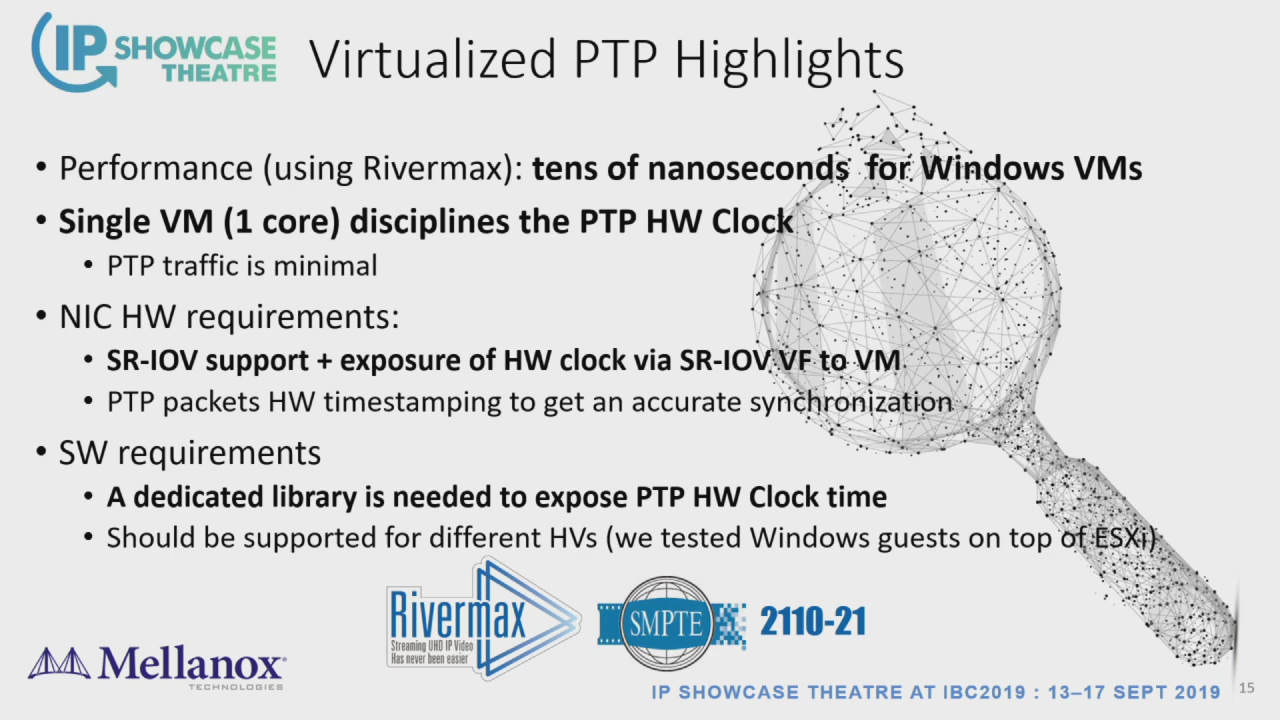 IP SHOWCASE
THEATRE
Virtualized PTP Highlights
• Performance (using Rivermax): tens of nanoseconds for Windows VMs
• Single VM (1 core) disciplines the PTP HW Clock
• PTP traffic is minimal
• NIC HW requirements:
• SR-IOV support + exposure of HW clock via SR-IOV VF to VM
• PTP packets HW timestamping to get an accurate synchronization
• SW requirements
• A dedicated library is needed to expose PTP HW Clock time
• Should be supported for different HVs (we tested Windows guests on top of ESXi)
Rivermax
Streaming UHD IP Video
Has never been easier
SMPTE
2110-21
Mellanox
TECHNOLOGIES
IP SHOWCASE THEATRE AT IBC2019 : 13–17 SEPT 2019
15